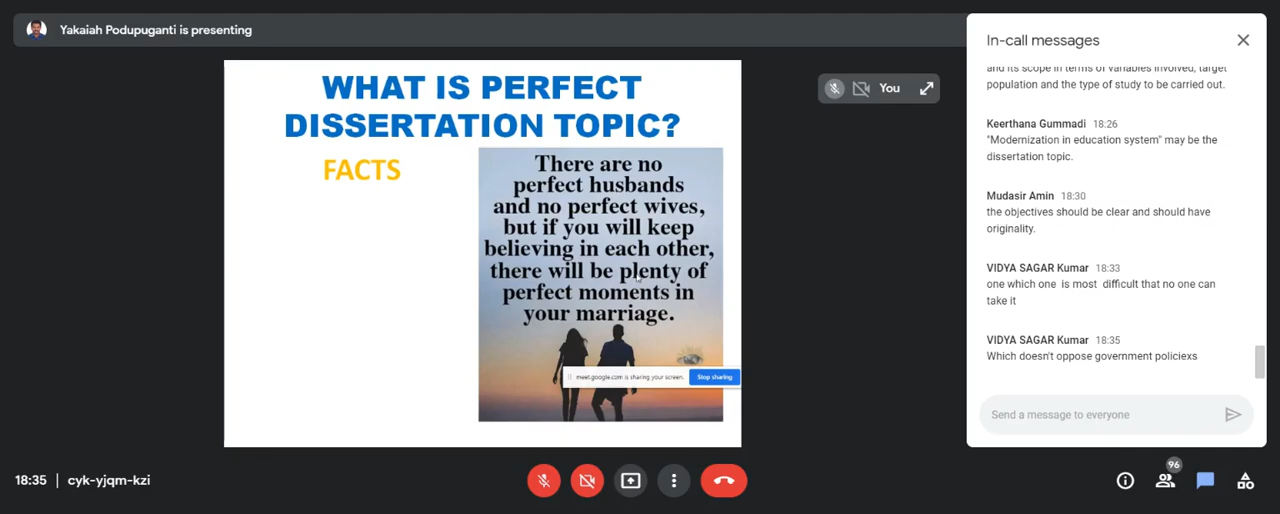 Yakaiah Podupuganti is presenting
WHAT IS PERFECT
DISSERTATION TOPIC?
FACTS
There are no
perfect husbands
and no perfect wives,
but if you will keep
believing in each other,
there will be plenty of
perfect moments in
your marriage.
meet.google.com is sharing your screen.
Stop sharing
You
In-call messages
and its scope in terms of variables involved, target
population and the type of study to be carried out.
Keerthana Gummadi 18:26
"Modernization in education system" may be the
dissertation topic.
Mudasir Amin 18:30
the objectives should be clear and should have
originality.
VIDYA SAGAR Kumar 18:33
one which one is most difficult that no one can
take it
VIDYA SAGAR Kumar 18:35
Which doesn't oppose government policiexs
Send a message to everyone
18:35 | cyk-yjqm-kzi
96